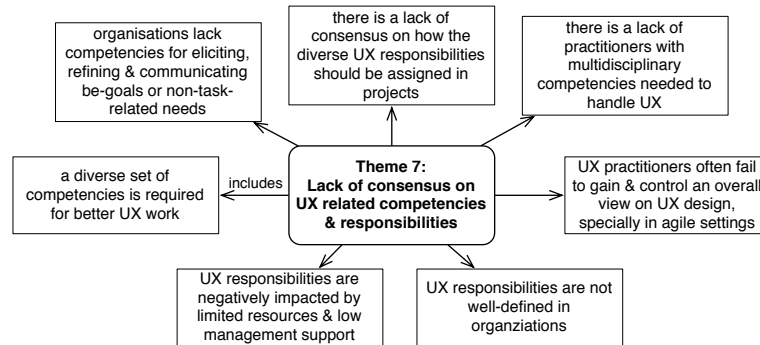 organisations lack
competencies for eliciting,
refining & communicating
be-goals or non-task-
related needs
there is a lack of
consensus on how the
diverse UX responsibilities
should be assigned in
projects
there is a lack of
practitioners with
multidisciplinary
competencies needed to
handle UX
a diverse set of
competencies is required
for better UX work
includes
Theme 7:
Lack of consensus on
UX related competencies
& responsibilities
UX practitioners often fail
to gain & control an overall
view on UX design,
specially in agile settings
UX responsibilities are
negatively impacted by
limited resources & low
management support
UX responsibilities are not
well-defined in
organziations